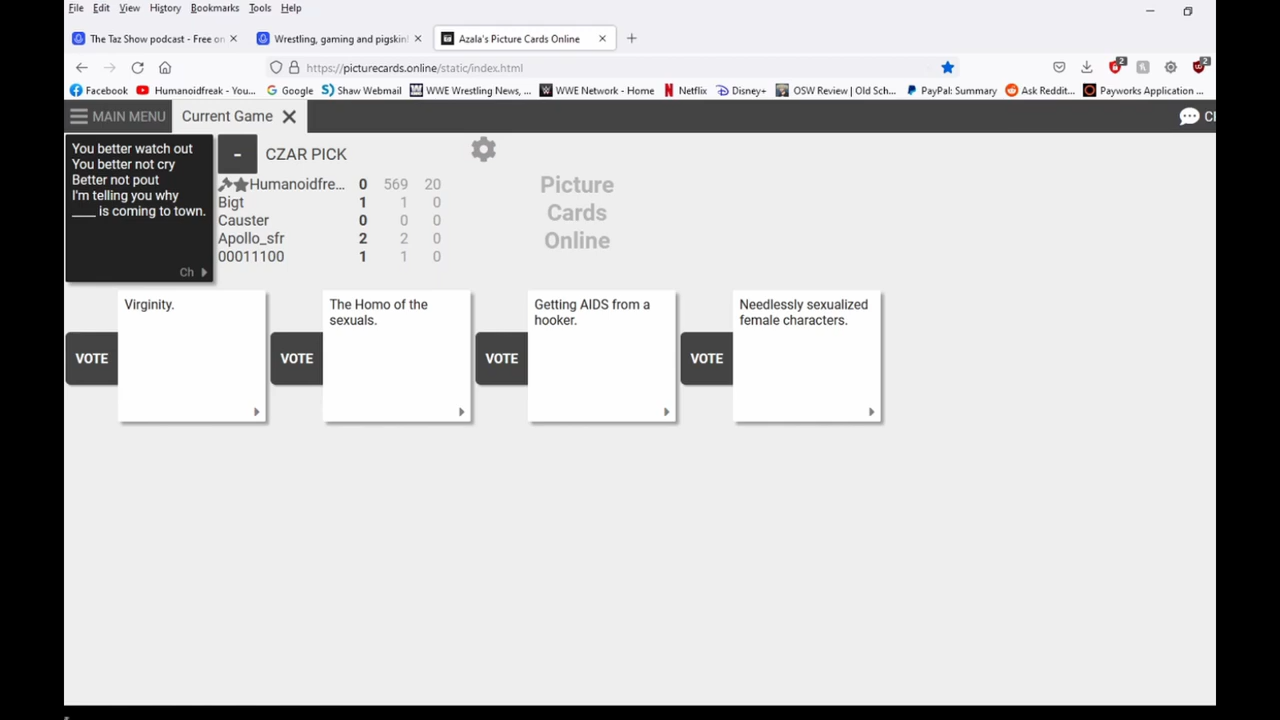 File Edit View History Bookmarks Tools Help
The Taz Show podcast - Free on
Wrestling, gaming and pigskin!
Azala's Picture Cards Online
https://picturecards.online/static/index.html
2
2
Facebook
Humanoidfreak - You...
Google
Shaw Webmail
WWE Wrestling News, ...
WWE Network - Home
Netflix
Disney+
OSW Review | Old Sch...
PayPal: Summary
Ask Reddit...
Payworks Application ...
MAIN MENU
Current Game
You better watch out
You better not cry
Better not pout
I'm telling you why
____ is coming to town.
Ch
-
CZAR PICK
Humanoidfre... 0 569 20
Bigt 1 1 0
Causter 0 0 0
Apollo_sfr 2 2 0
00011100 1 1 0
Picture
Cards
Online
VOTE
Virginity.
VOTE
The Homo of the
sexuals.
VOTE
Getting AIDS from a
hooker.
VOTE
Needlessly sexualized
female characters.